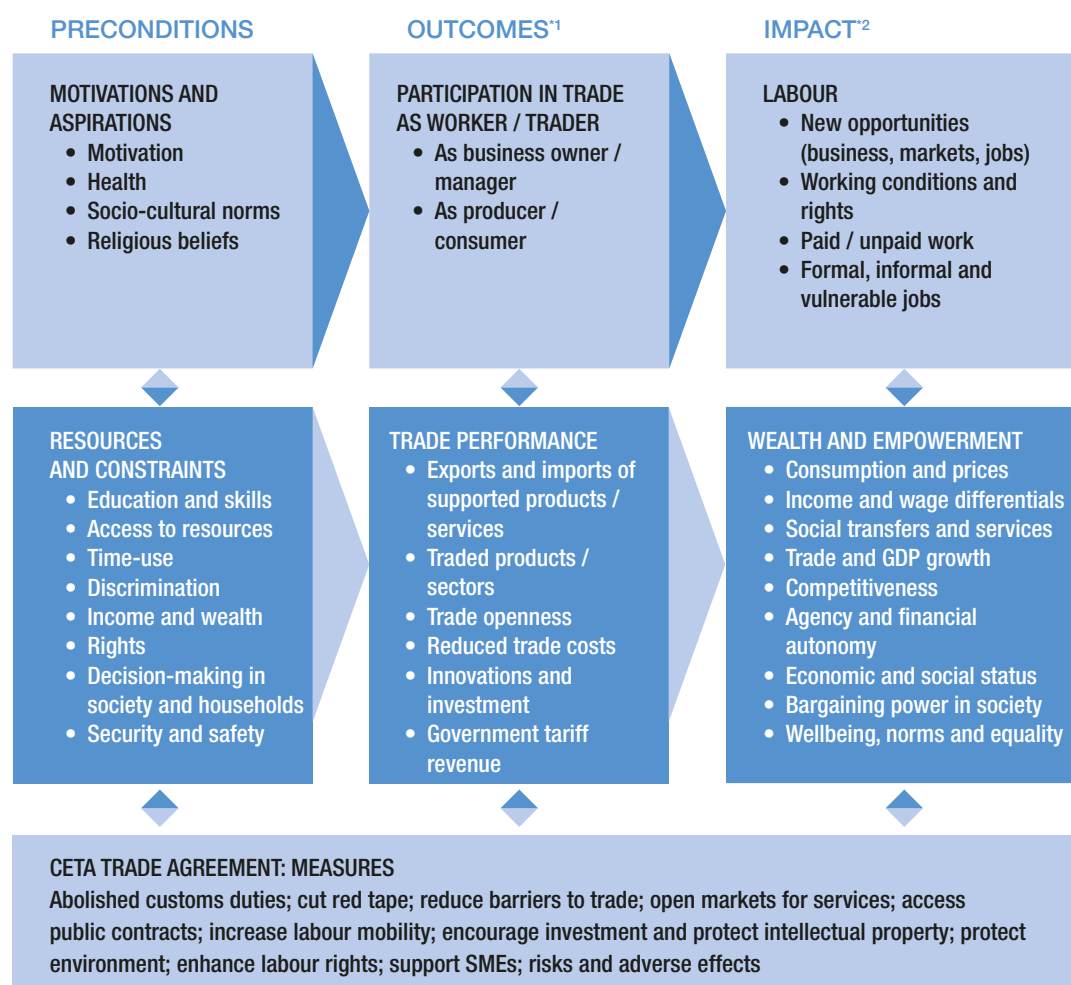 PRECONDITIONS
OUTCOMES*1
IMPACT*2
MOTIVATIONS AND
ASPIRATIONS
• Motivation
• Health
• Socio-cultural norms
• Religious beliefs
PARTICIPATION IN TRADE
AS WORKER / TRADER
• As business owner /
manager
• As producer /
consumer
LABOUR
• New opportunities
(business, markets, jobs)
• Working conditions and
rights
• Paid / unpaid work
• Formal, informal and
vulnerable jobs
RESOURCES
AND CONSTRAINTS
• Education and skills
• Access to resources
• Time-use
• Discrimination
• Income and wealth
• Rights
• Decision-making in
society and households
• Security and safety
TRADE PERFORMANCE
• Exports and imports of
supported products /
services
• Traded products /
sectors
• Trade openness
• Reduced trade costs
• Innovations and
investment
• Government tariff
revenue
WEALTH AND EMPOWERMENT
• Consumption and prices
• Income and wage differentials
• Social transfers and services
• Trade and GDP growth
• Competitiveness
• Agency and financial
autonomy
• Economic and social status
• Bargaining power in society
• Wellbeing, norms and equality
CETA TRADE AGREEMENT: MEASURES
Abolished customs duties; cut red tape; reduce barriers to trade; open markets for services; access
public contracts; increase labour mobility; encourage investment and protect intellectual property; protect
environment; enhance labour rights; support SMEs; risks and adverse effects